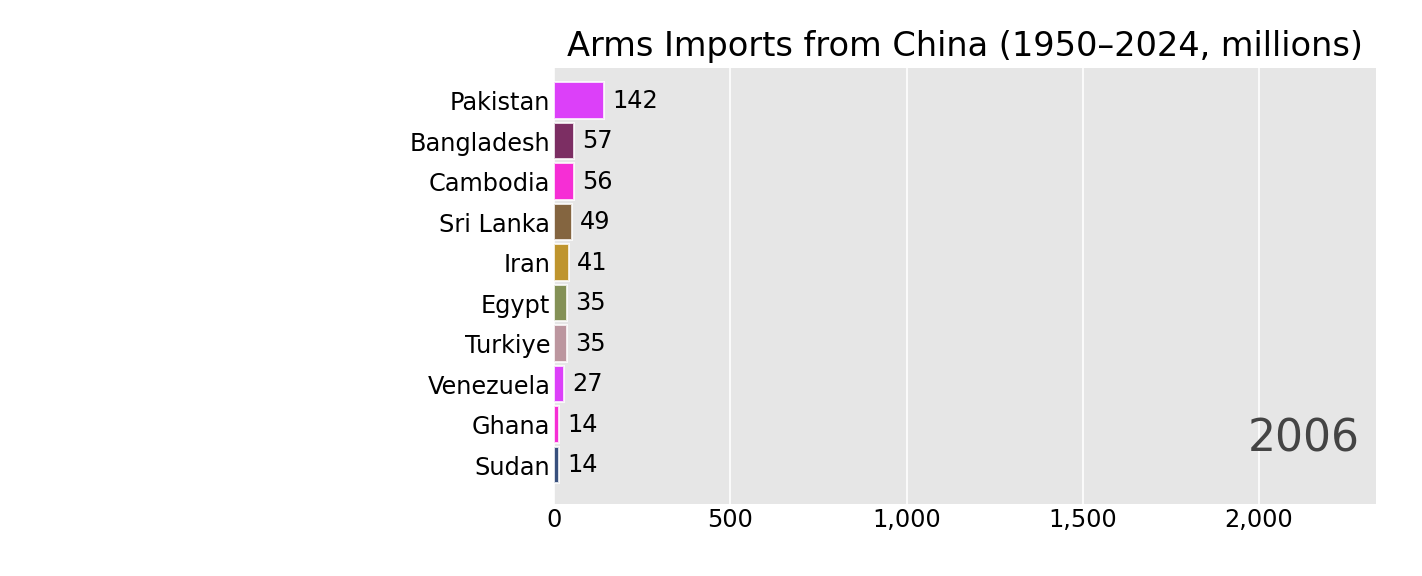 Arms Imports from China (1950–2024, millions)
Pakistan 142
Bangladesh 57
Cambodia 56
Sri Lanka 49
Iran 41
Egypt 35
Turkiye 35
Venezuela 27
Ghana 14
Sudan 14
2006
0 500 1,000 1,500 2,000